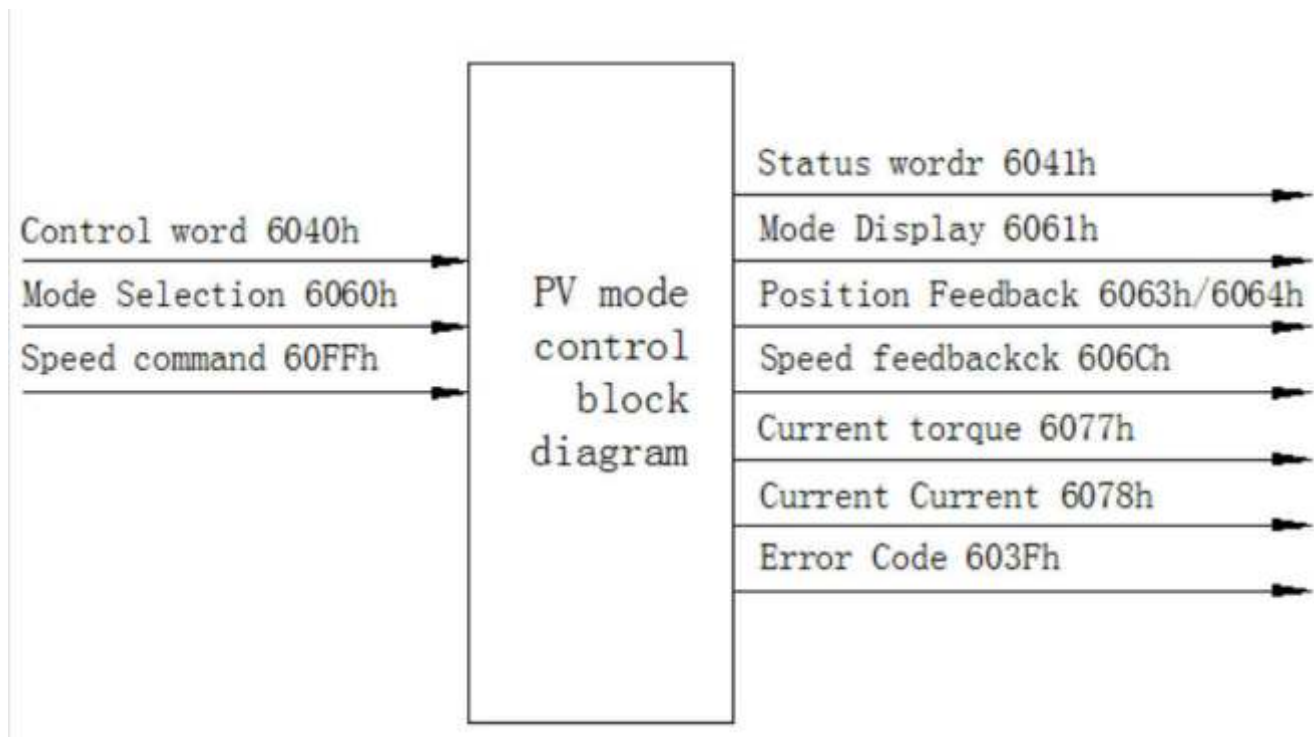 Control word 6040h
Mode Selection 6060h
Speed command 60FFh
PV mode
control
block
diagram
Status wordr 6041h
Mode Display 6061h
Position Feedback 6063h/6064h
Speed feedbackck 606Ch
Current torque 6077h
Current Current 6078h
Error Code 603Fh